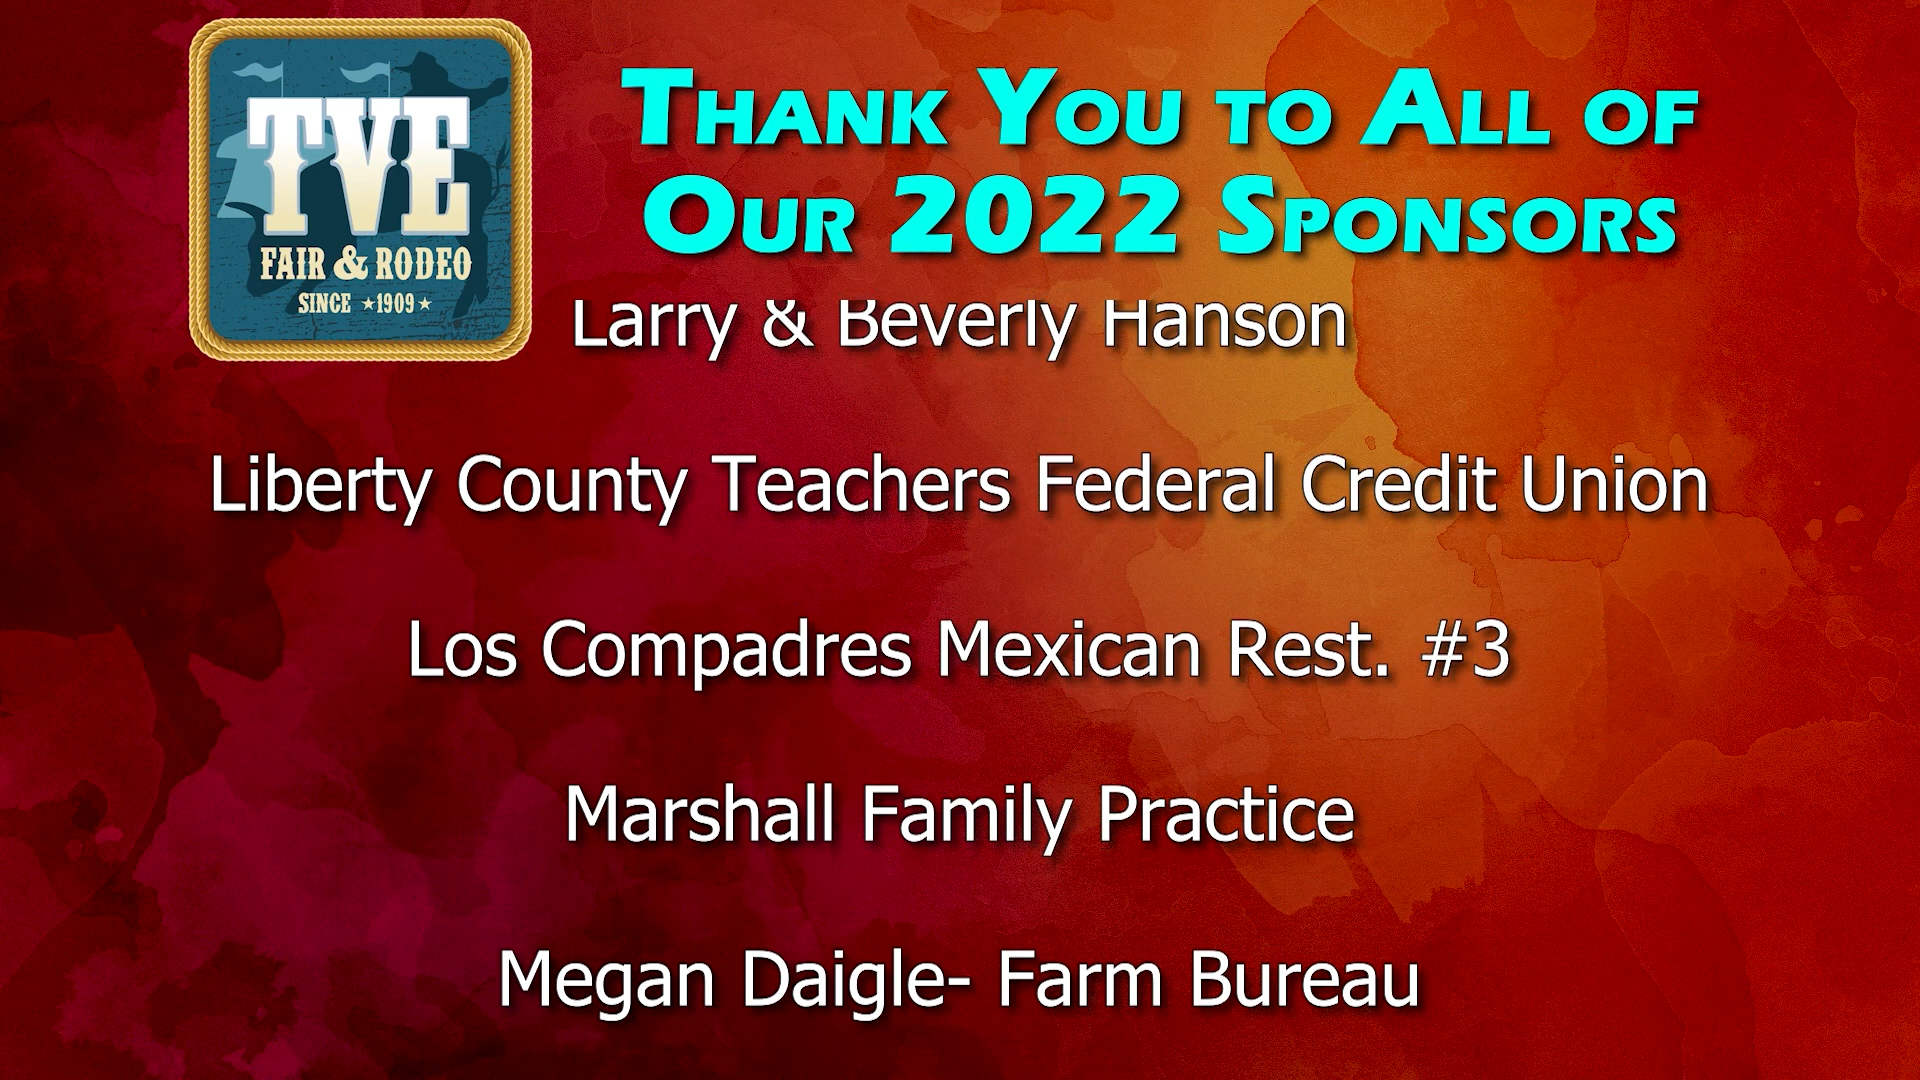 TVE
FAIR & RODEO
SINCE ★1909★
THANK YOU TO ALL OF
OUR 2022 SPONSORS
Larry & Beverly Hanson
Liberty County Teachers Federal Credit Union
Los Compadres Mexican Rest. #3
Marshall Family Practice
Megan Daigle- Farm Bureau